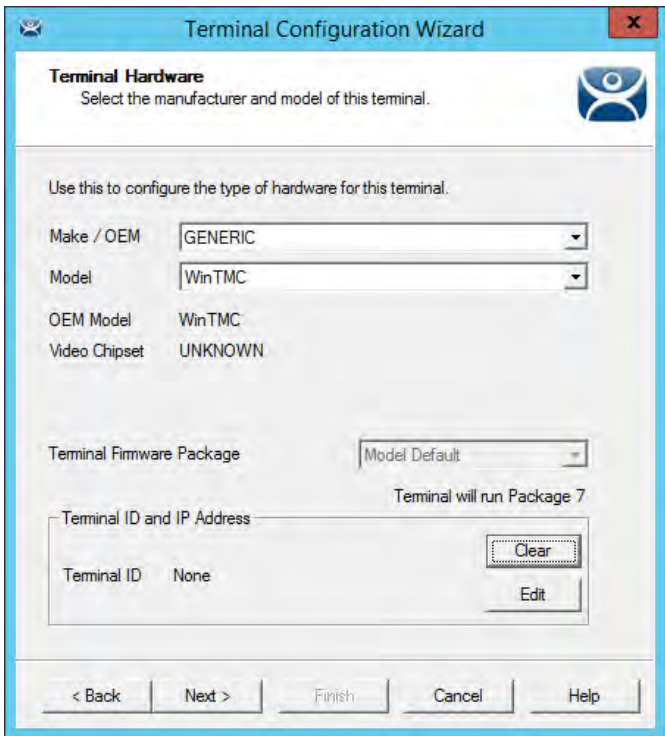 Terminal Configuration Wizard
x
Terminal Hardware
Select the manufacturer and model of this terminal.
Use this to configure the type of hardware for this terminal.
Make / OEM GENERIC
Model WinTMC
OEM Model WinTMC
Video Chipset UNKNOWN
Terminal Firmware Package Model Default
Terminal will run Package 7
Terminal ID and IP Address
Clear
Terminal ID None
Edit
< Back Next > Finish Cancel Help